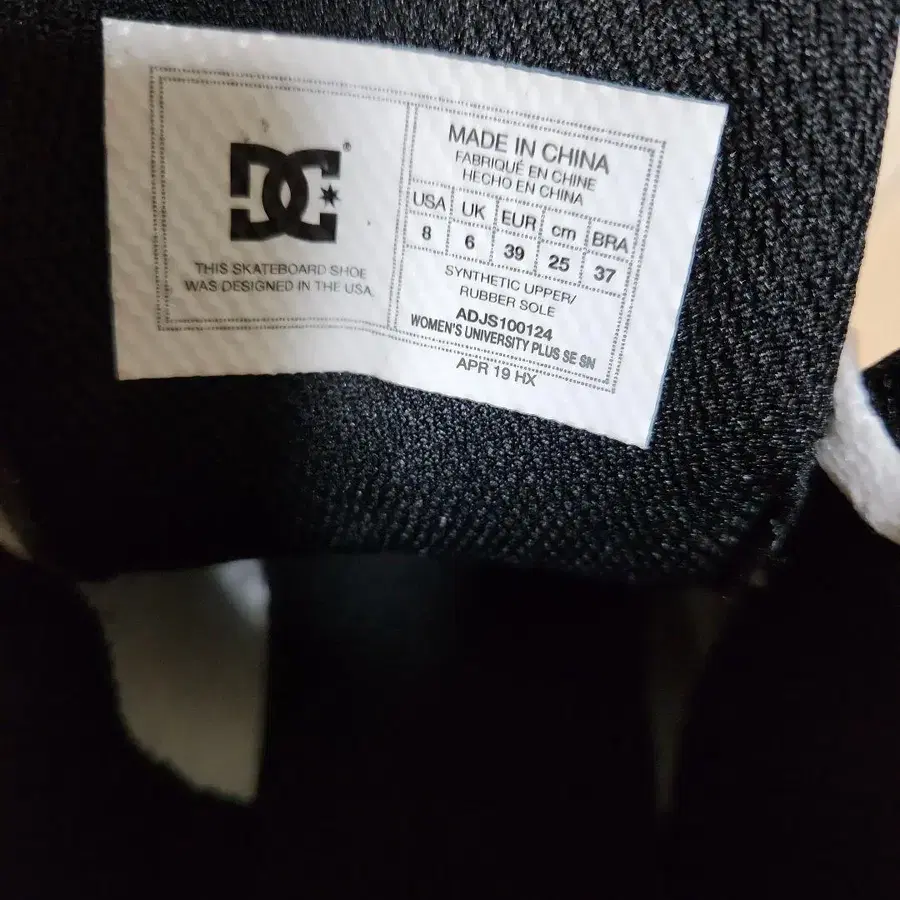 DC®
THIS SKATEBOARD SHOE
WAS DESIGNED IN THE USA.
MADE IN CHINA
FABRIQUÉ EN CHINE
HECHO EN CHINA
USA UK EUR cm BRA
8 6 39 25 37
SYNTHETIC UPPER/
RUBBER SOLE
ADJS100124
WOMEN'S UNIVERSITY PLUS SE SN
APR 19 HX